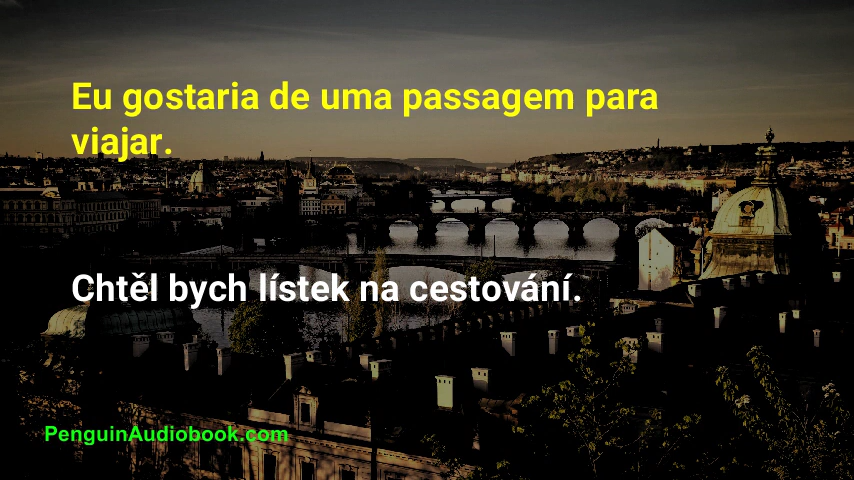 Eu gostaria de uma passagem para
viajar.
Chtěl bych lístek na cestování.
PenguinAudiobook.com